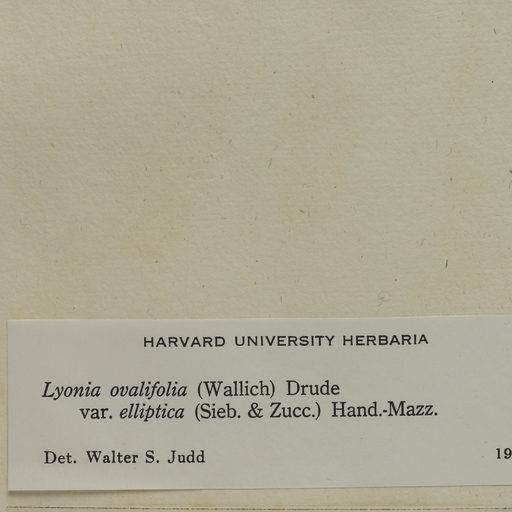 HARVARD UNIVERSITY HERBARIA
Lyonia ovalifolia (Wallich) Drude
var. elliptica (Sieb. & Zucc.) Hand.-Mazz.
Det. Walter S. Judd 19